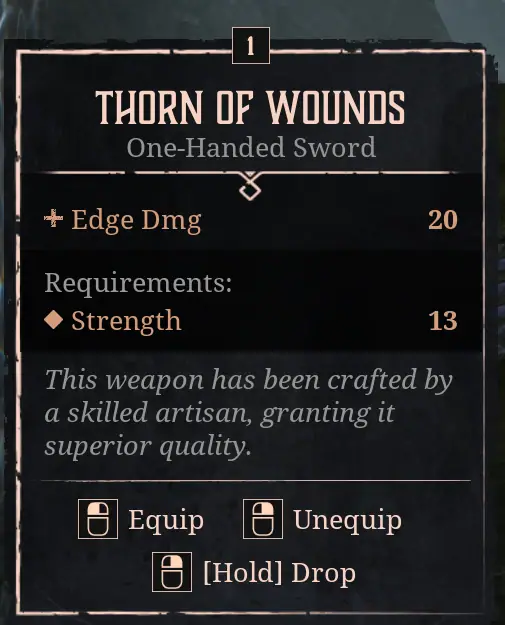 1
THORN OF WOUNDS
One-Handed Sword
Edge Dmg 20
Requirements:
Strength 13
This weapon has been crafted by
a skilled artisan, granting it
superior quality.
Equip Unequip
[Hold] Drop